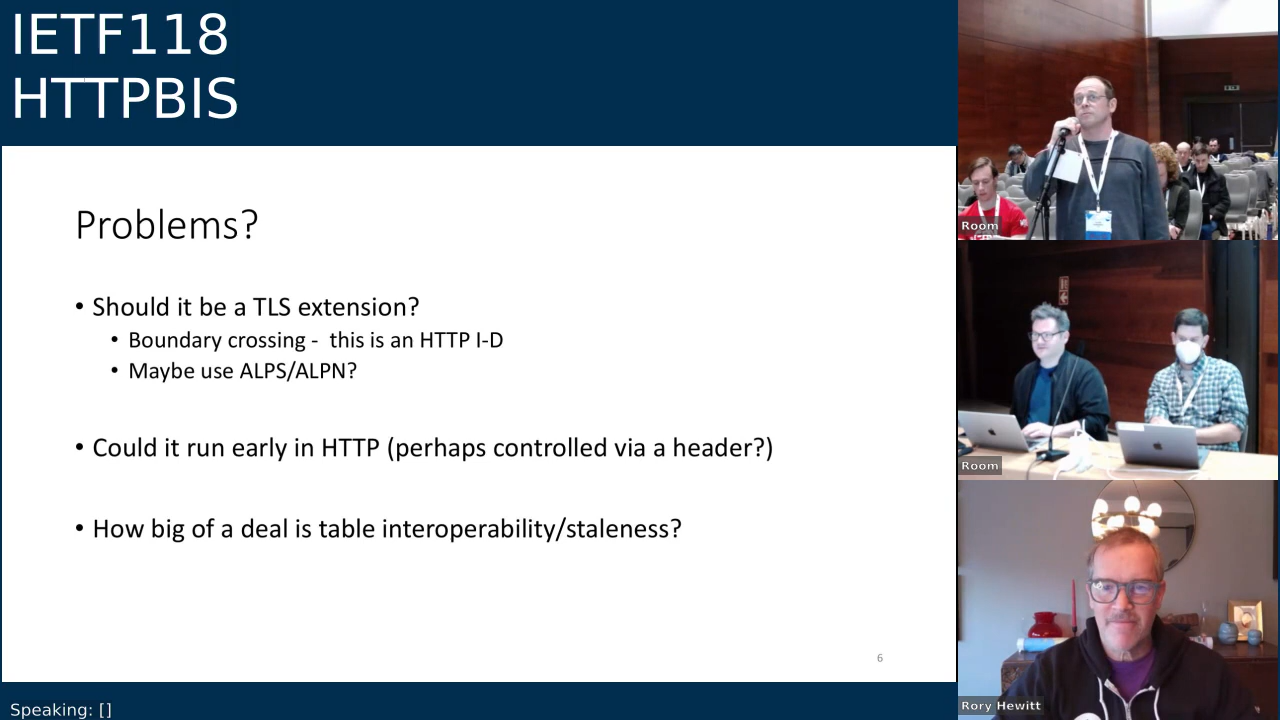 IETF118
HTTPBIS
Problems?
• Should it be a TLS extension?
• Boundary crossing - this is an HTTP I-D
• Maybe use ALPS/ALPN?
• Could it run early in HTTP (perhaps controlled via a header?)
• How big of a deal is table interoperability/staleness?
6
Speaking: []
Room
Room
Rory Hewitt